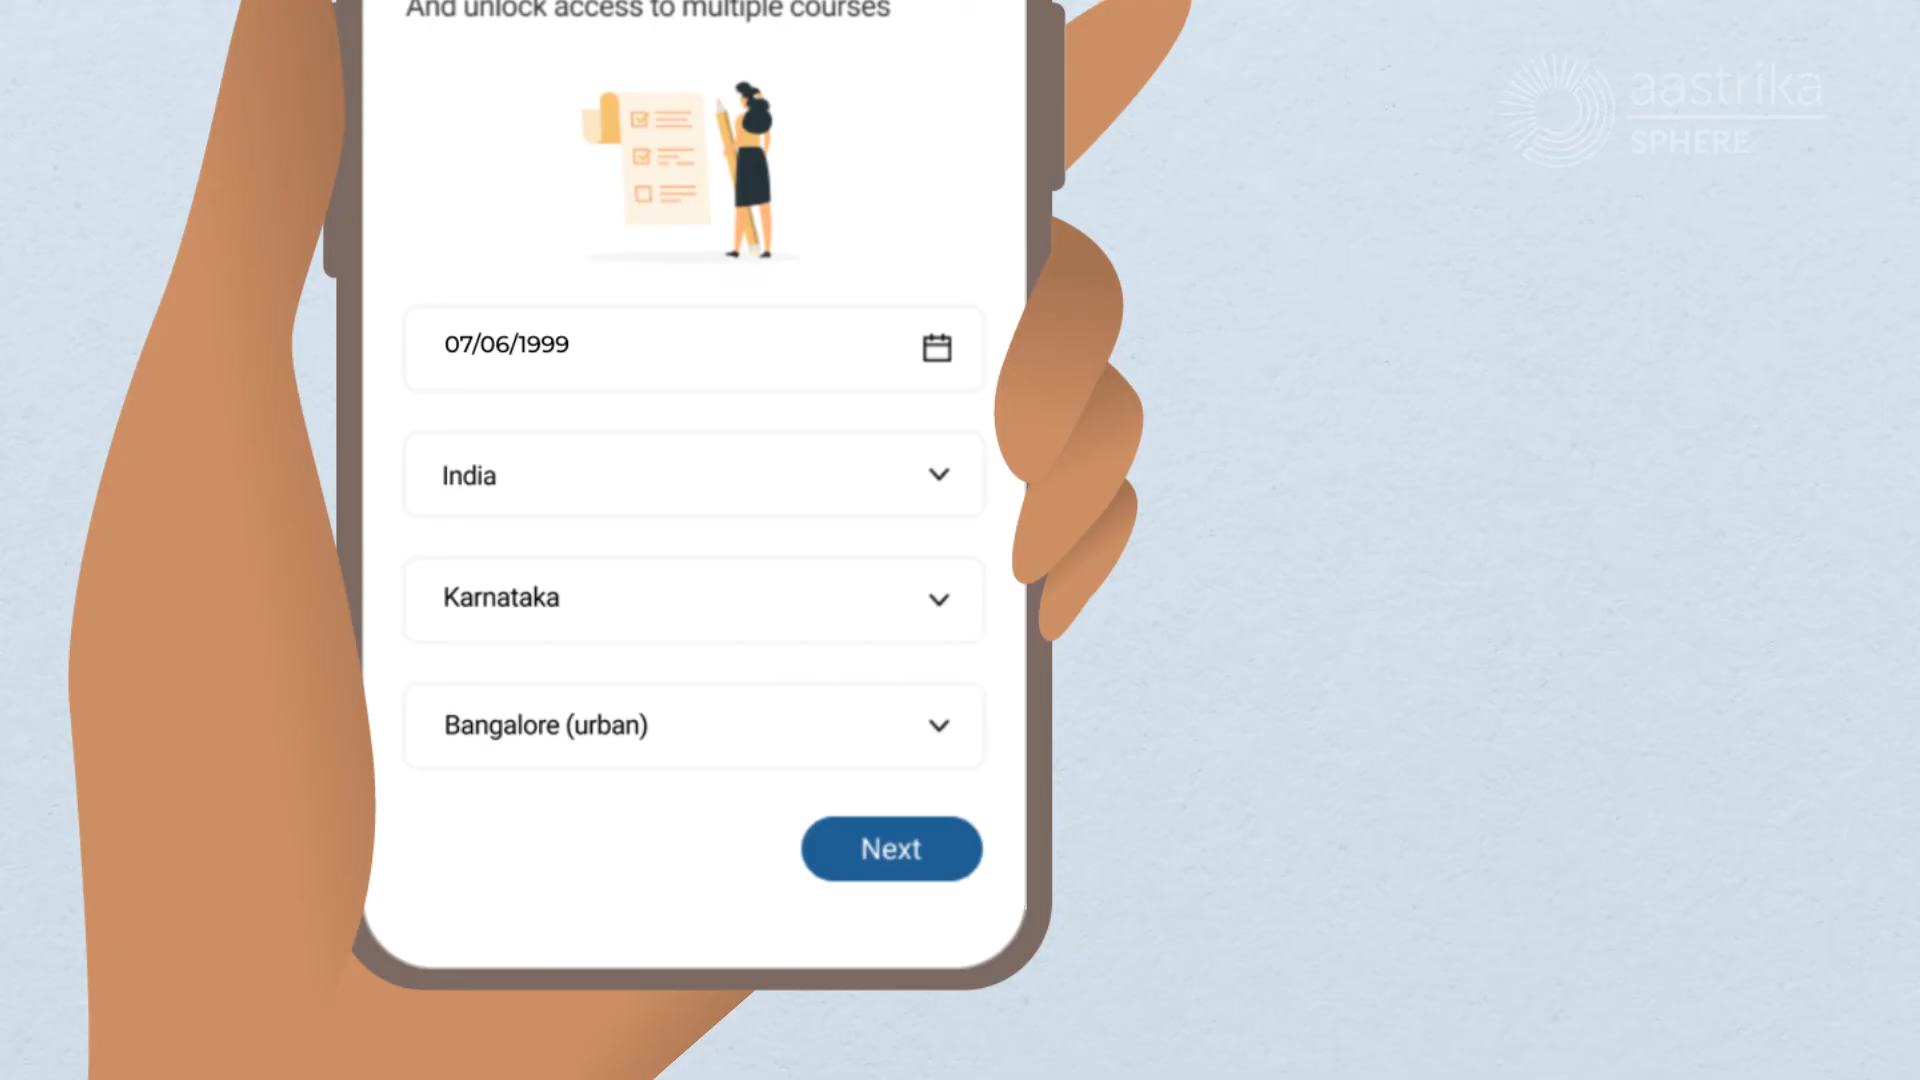 And unlock access to multiple courses
aastrika
SPHERE
07/06/1999
India
Karnataka
Bangalore (urban)
Next